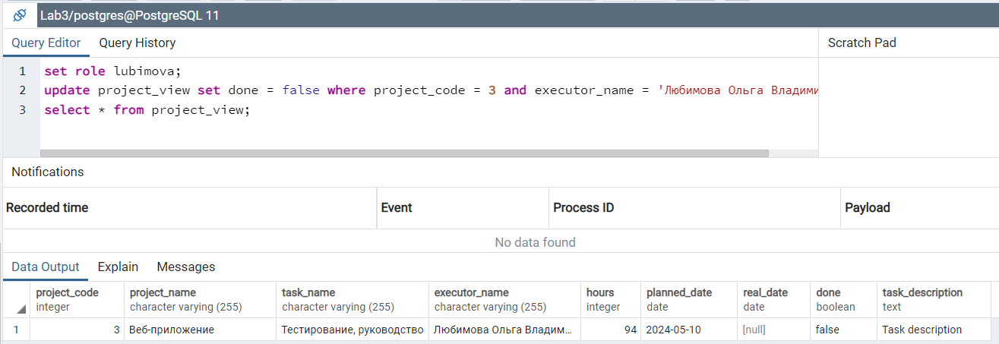 Lab3/postgres@PostgreSQL 11
Query Editor Query History Scratch Pad
1 set role lubimova;
2 update project_view set done = false where project_code = 3 and executor_name = 'Любимова Ольга Владими
3 select * from project_view;
Notifications
Recorded time Event Process ID Payload
No data found
Data Output Explain Messages
project_code project_name task_name executor_name hours planned_date real_date done task_description
integer character varying (255) character varying (255) character varying (255) integer date date boolean text
1 3 Веб-приложение Тестирование, руководство Любимова Ольга Владим... 94 2024-05-10 [null] false Task description